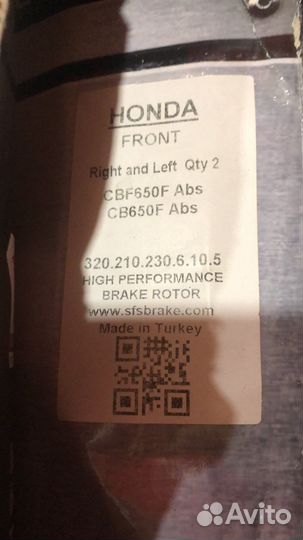 HONDA
FRONT
Right and Left Qty 2
CBF650F Abs
CB650F Abs
320.210.230.6.10.5
HIGH PERFORMANCE
BRAKE ROTOR
www.sfsbrake.com
Made in Turkey
Avito